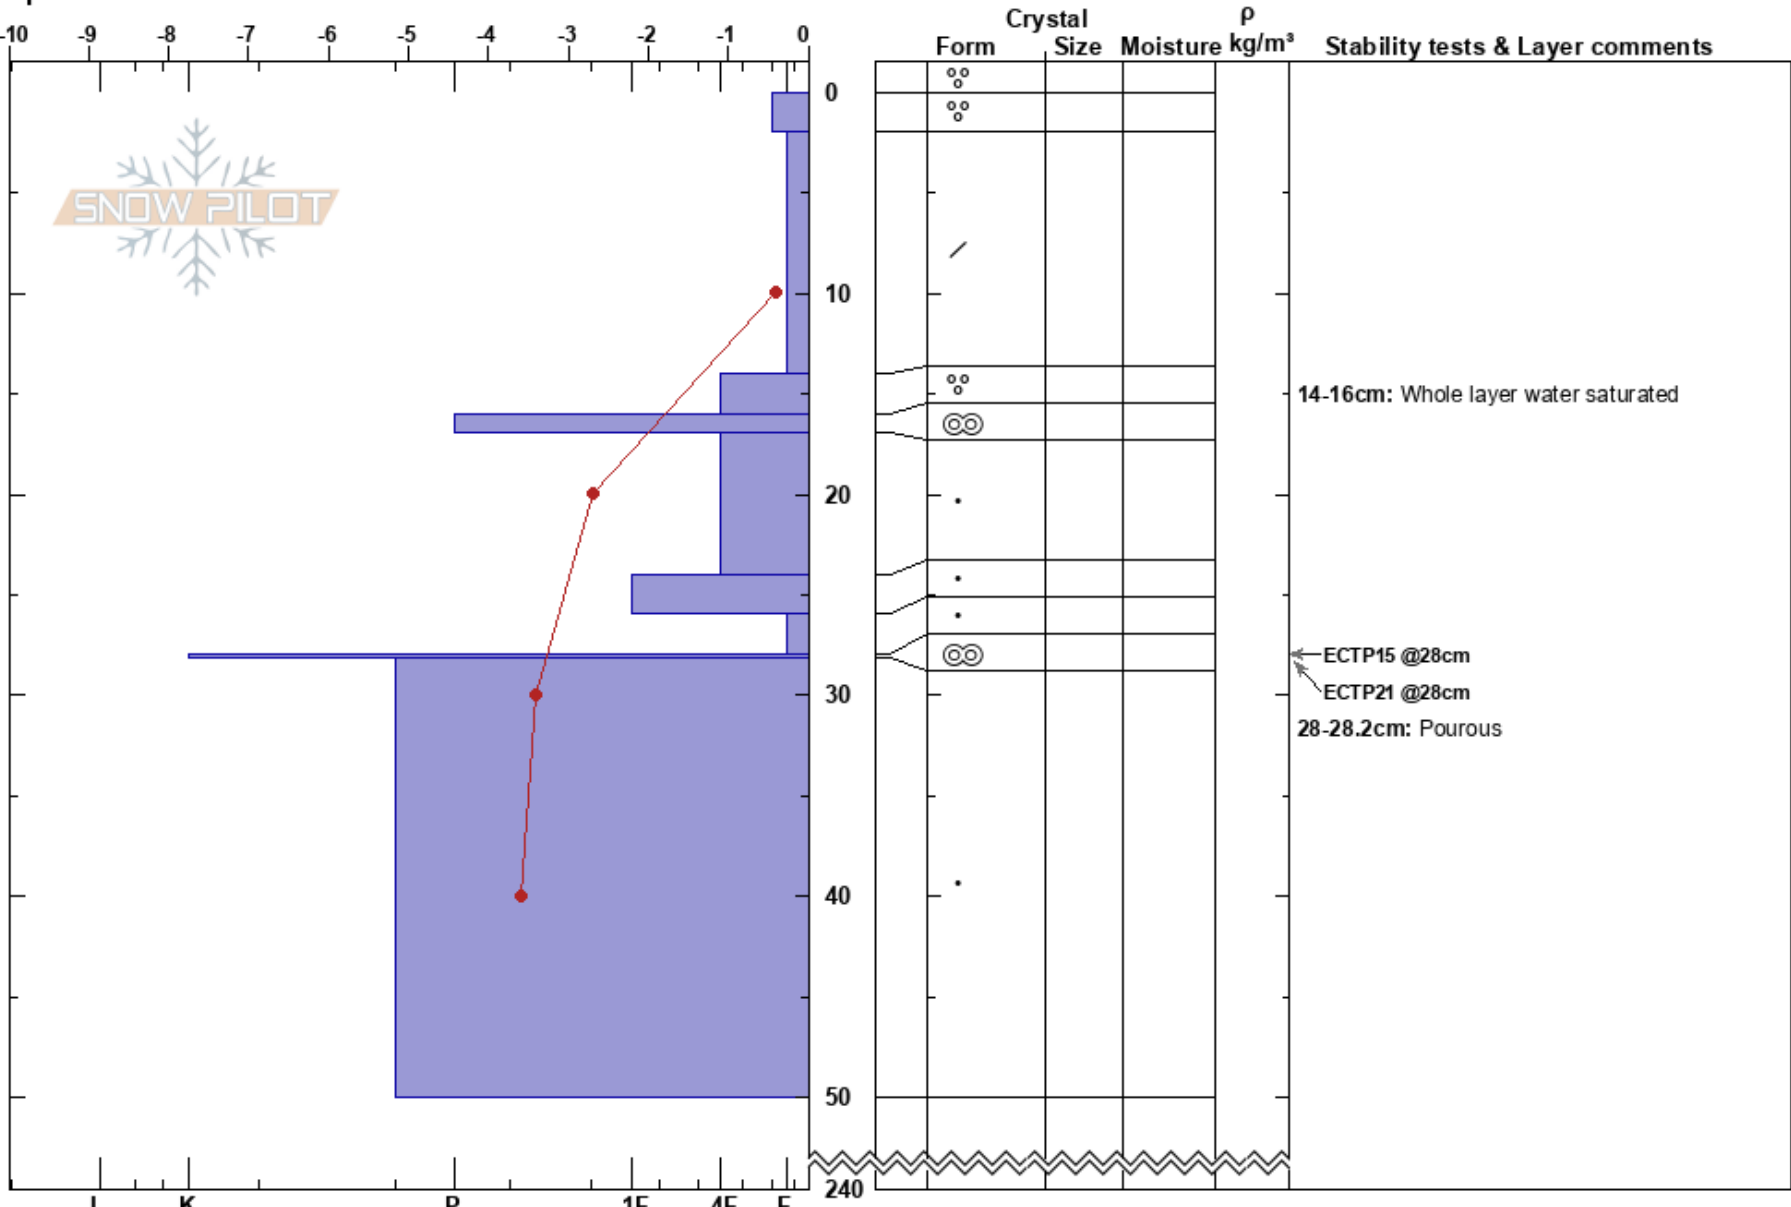 Crystal ρ
-10 -9 -8 -7 -6 -5 -4 -3 -2 -1 0
Form Size Moisture kg/m³ Stability tests & Layer comments
0
SNOW PILOT
10
14-16cm: Whole layer water saturated
20
ECTP15 @28cm
30 ECTP21 @28cm
28-28.2cm: Pourous
40
50
240
I K P 1F 4F F